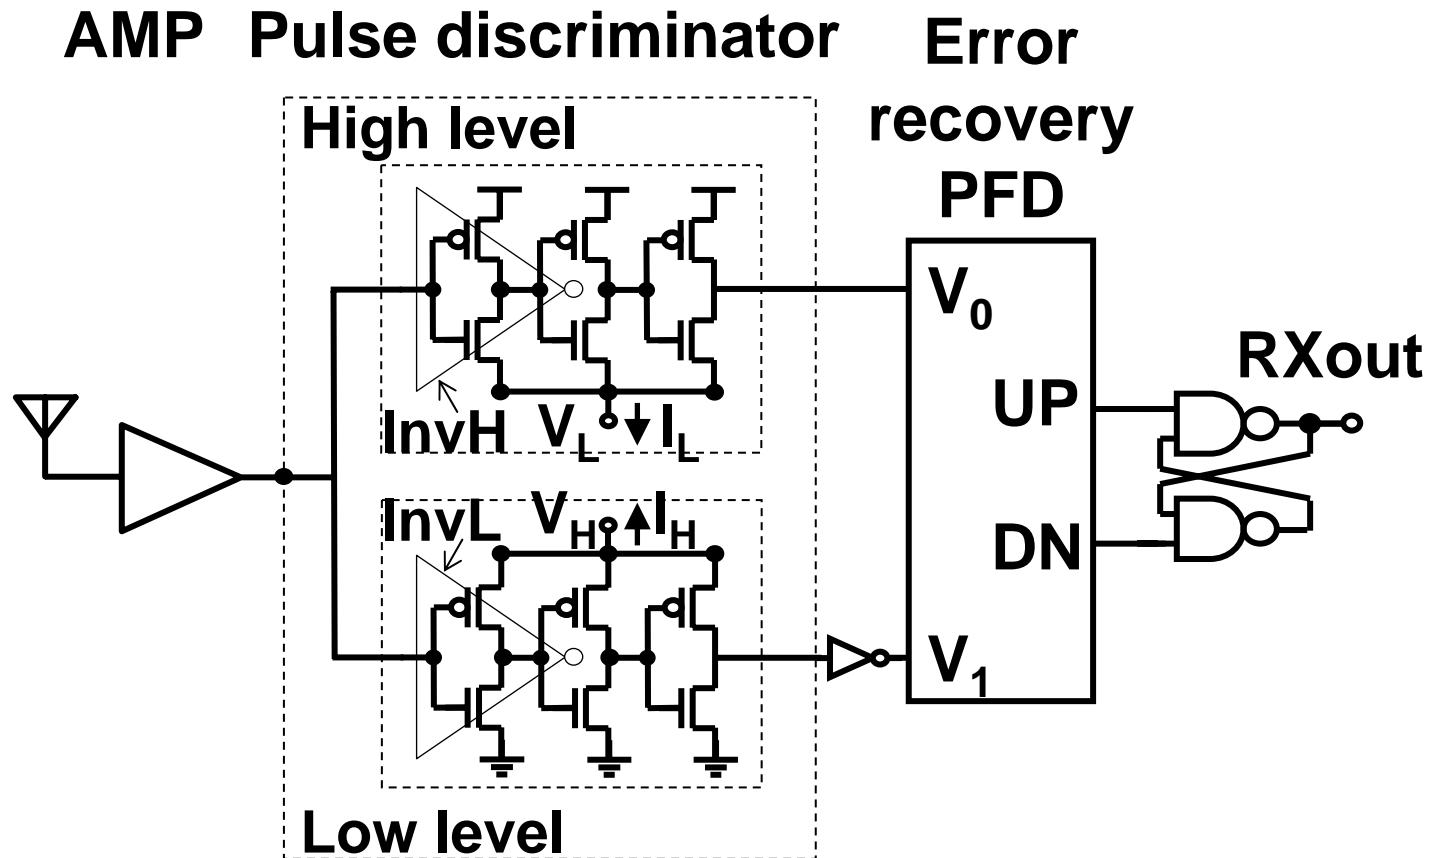 AMP Pulse discriminator
Error
recovery
PFD
High level
InvH
VL
IL
InvL
VH
IH
Low level
V0
UP
DN
V1
RXout